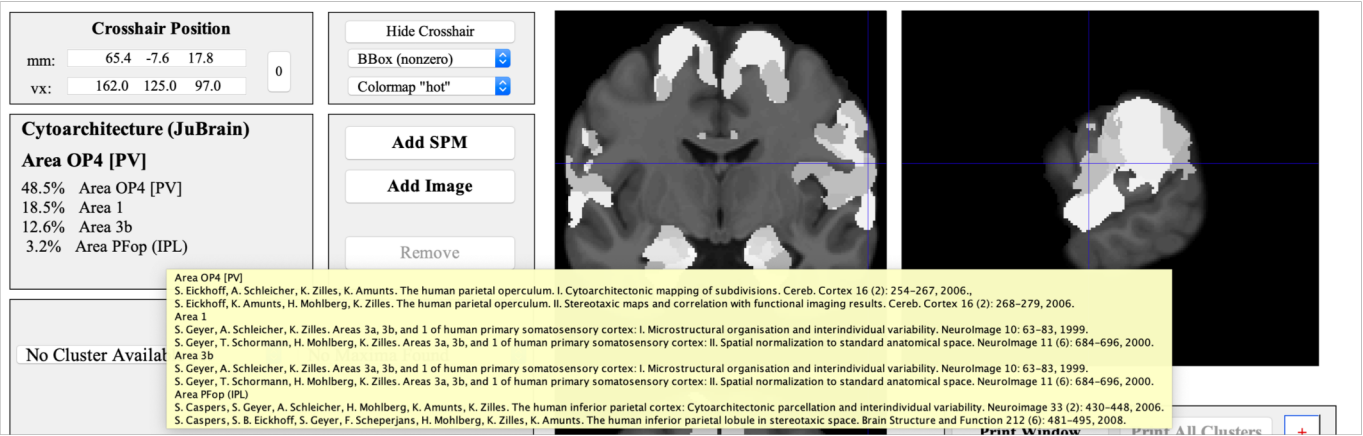 Crosshair Position
mm: 65.4 -7.6 17.8
vx: 162.0 125.0 97.0
0
Hide Crosshair
BBox (nonzero)
Colormap "hot"
Cytoarchitecture (JuBrain)
Area OP4 [PV]
48.5% Area OP4 [PV]
18.5% Area 1
12.6% Area 3b
3.2% Area PFop (IPL)
Add SPM
Add Image
Remove
No Cluster Availab
Area OP4 [PV]
S. Eickhoff, A. Schleicher, K. Zilles, K. Amunts. The human parietal operculum. I. Cytoarchitectonic mapping of subdivisions. Cereb. Cortex 16 (2): 254-267, 2006.,
S. Eickhoff, K. Amunts, H. Mohlberg, K. Zilles. The human parietal operculum. II. Stereotaxic maps and correlation with functional imaging results. Cereb. Cortex 16 (2): 268-279, 2006.
Area 1
S. Geyer, A. Schleicher, K. Zilles. Areas 3a, 3b, and 1 of human primary somatosensory cortex: I. Microstructural organisation and interindividual variability. NeuroImage 10: 63-83, 1999.
S. Geyer, T. Schormann, H. Mohlberg, K. Zilles. Areas 3a, 3b, and 1 of human primary somatosensory cortex: II. Spatial normalization to standard anatomical space. NeuroImage 11 (6): 684-696, 2000.
Area 3b
S. Geyer, A. Schleicher, K. Zilles. Areas 3a, 3b, and 1 of human primary somatosensory cortex: I. Microstructural organisation and interindividual variability. NeuroImage 10: 63-83, 1999.
S. Geyer, T. Schormann, H. Mohlberg, K. Zilles. Areas 3a, 3b, and 1 of human primary somatosensory cortex: II. Spatial normalization to standard anatomical space. NeuroImage 11 (6): 684-696, 2000.
Area PFop (IPL)
S. Caspers, S. Geyer, A. Schleicher, H. Mohlberg, K. Amunts, K. Zilles. The human inferior parietal cortex: Cytoarchitectonic parcellation and interindividual variability. Neuroimage 33 (2): 430-448, 2006.
S. Caspers, S. B. Eickhoff, S. Geyer, F. Scheperjans, H. Mohlberg, K. Zilles, K. Amunts. The human inferior parietal lobule in stereotaxic space. Brain Structure and Function 212 (6): 481-495, 2008.
Print Window
Print All Clusters
+